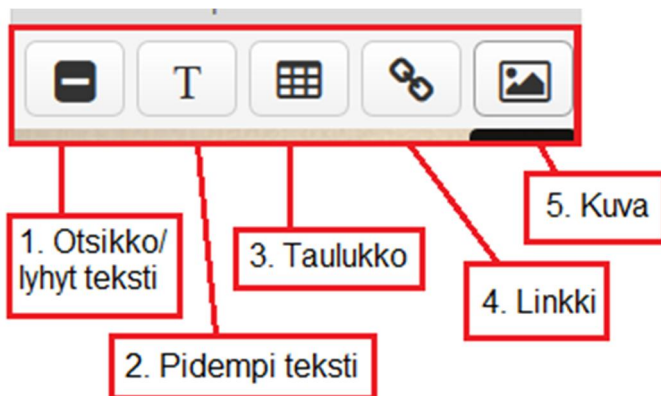 T
1. Otsikko/
lyhyt teksti
2. Pidempi teksti
3. Taulukko
4. Linkki
5. Kuva